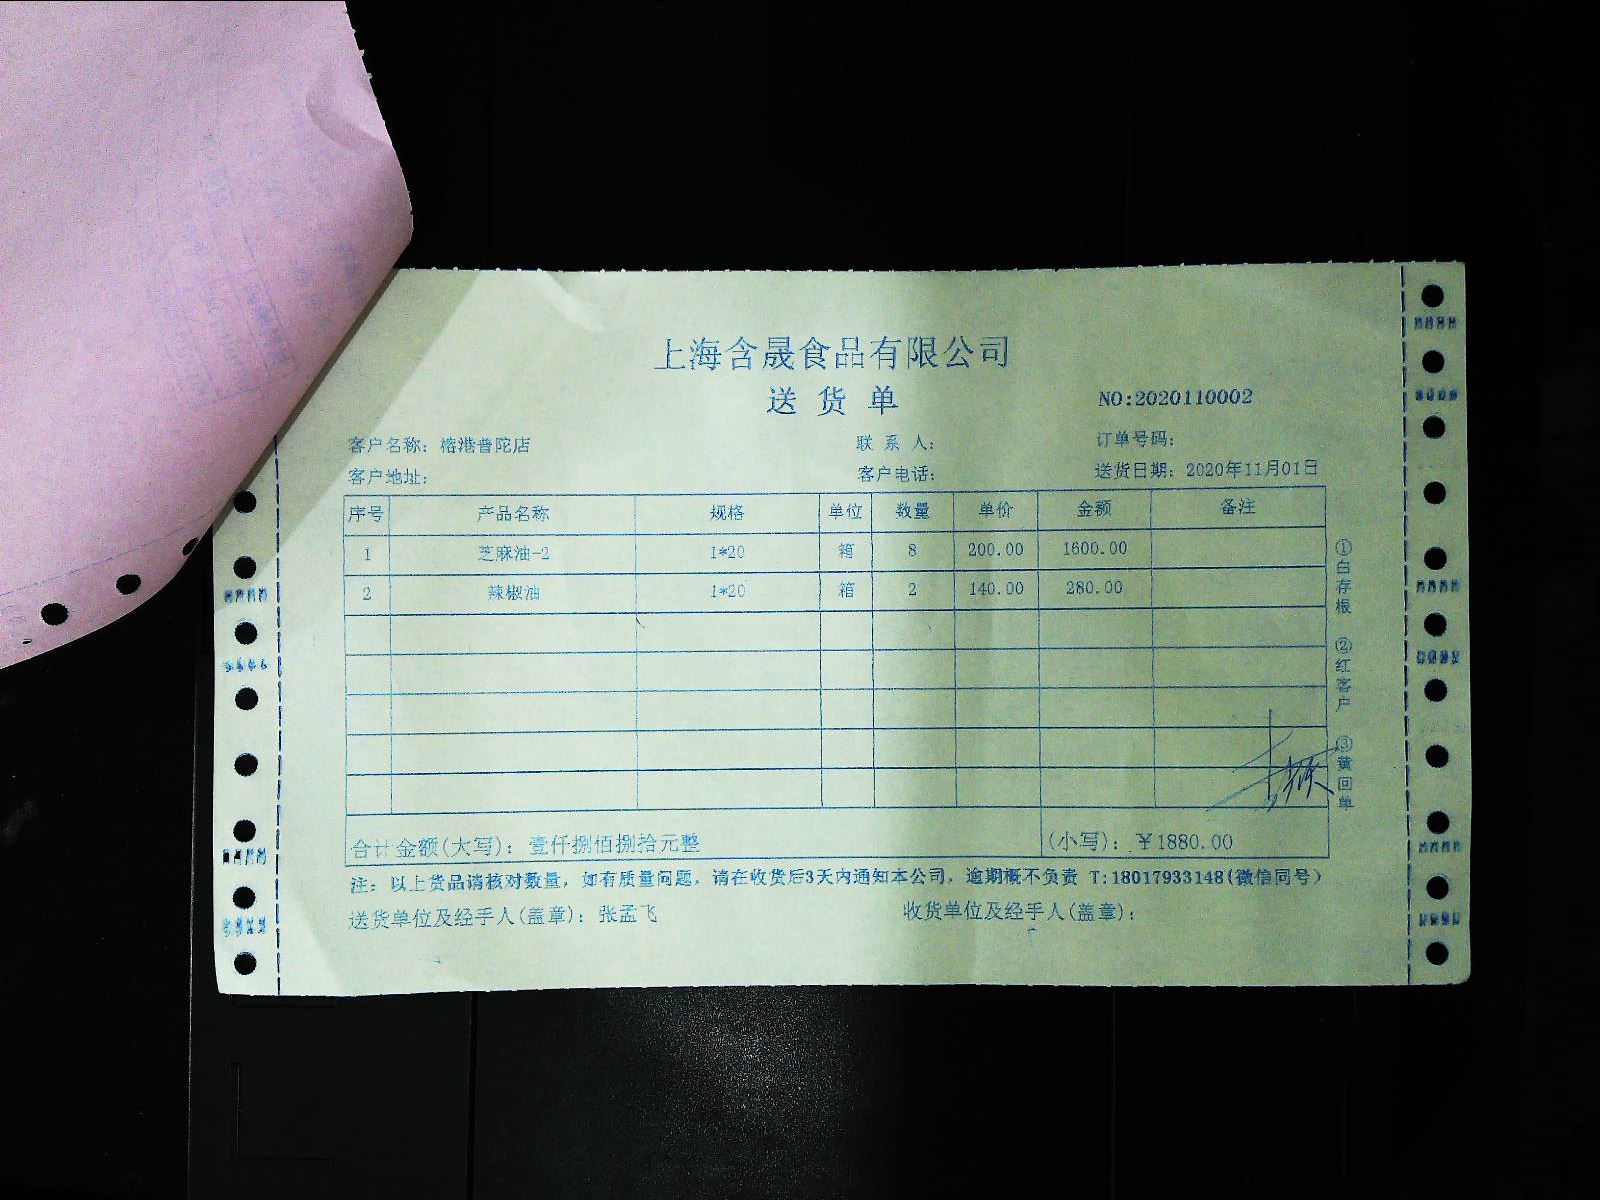 上海含晟食品有限公司
送 货 单
NO:2020110002
客户名称：榕港普陀店 联 系 人： 订单号码：
客户地址： 客户电话： 送货日期：2020年11月01日
序号 产品名称 规格 单位 数量 单价 金额 备注
1 芝麻油-2 1*20 箱 8 200.00 1600.00
2 辣椒油 1*20 箱 2 140.00 280.00
合计金额(大写)：壹仟捌佰捌拾元整 (小写)：￥1880.00
注：以上货品请核对数量，如有质量问题，请在收货后3天内通知本公司，逾期概不负责 T:18017933148(微信同号)
送货单位及经手人(盖章)：张孟飞 收货单位及经手人(盖章)：
①白存根 ②红客户 ③黄回单